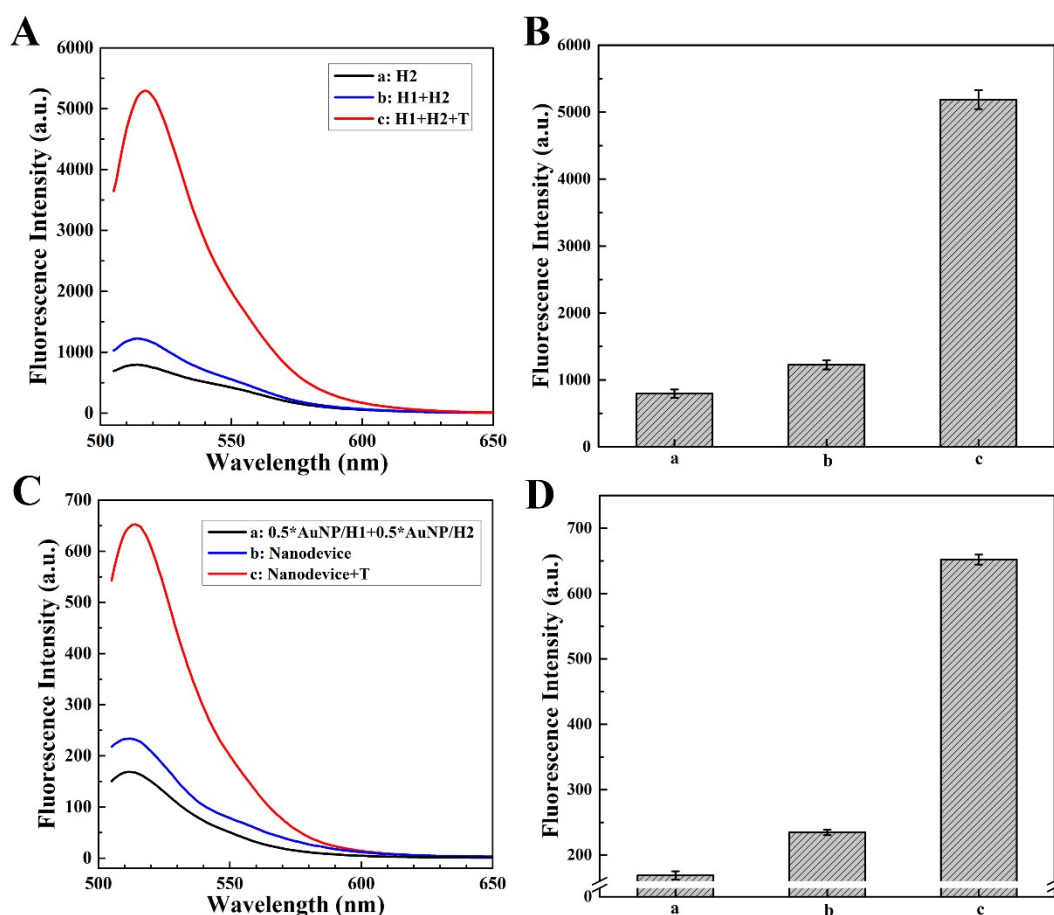 A
Fluorescence Intensity (a.u.)
6000
5000
4000
3000
2000
1000
0
a: H2
b: H1+H2
c: H1+H2+T
500
550
600
650
Wavelength (nm)
B
Fluorescence Intensity (a.u.)
6000
5000
4000
3000
2000
1000
0
a
b
c
C
Fluorescence Intensity (a.u.)
700
600
500
400
300
200
100
0
a: 0.5*AuNP/H1+0.5*AuNP/H2
b: Nanodevice
c: Nanodevice+T
500
550
600
650
Wavelength (nm)
D
Fluorescence Intensity (a.u.)
700
600
500
400
300
200
0
a
b
c